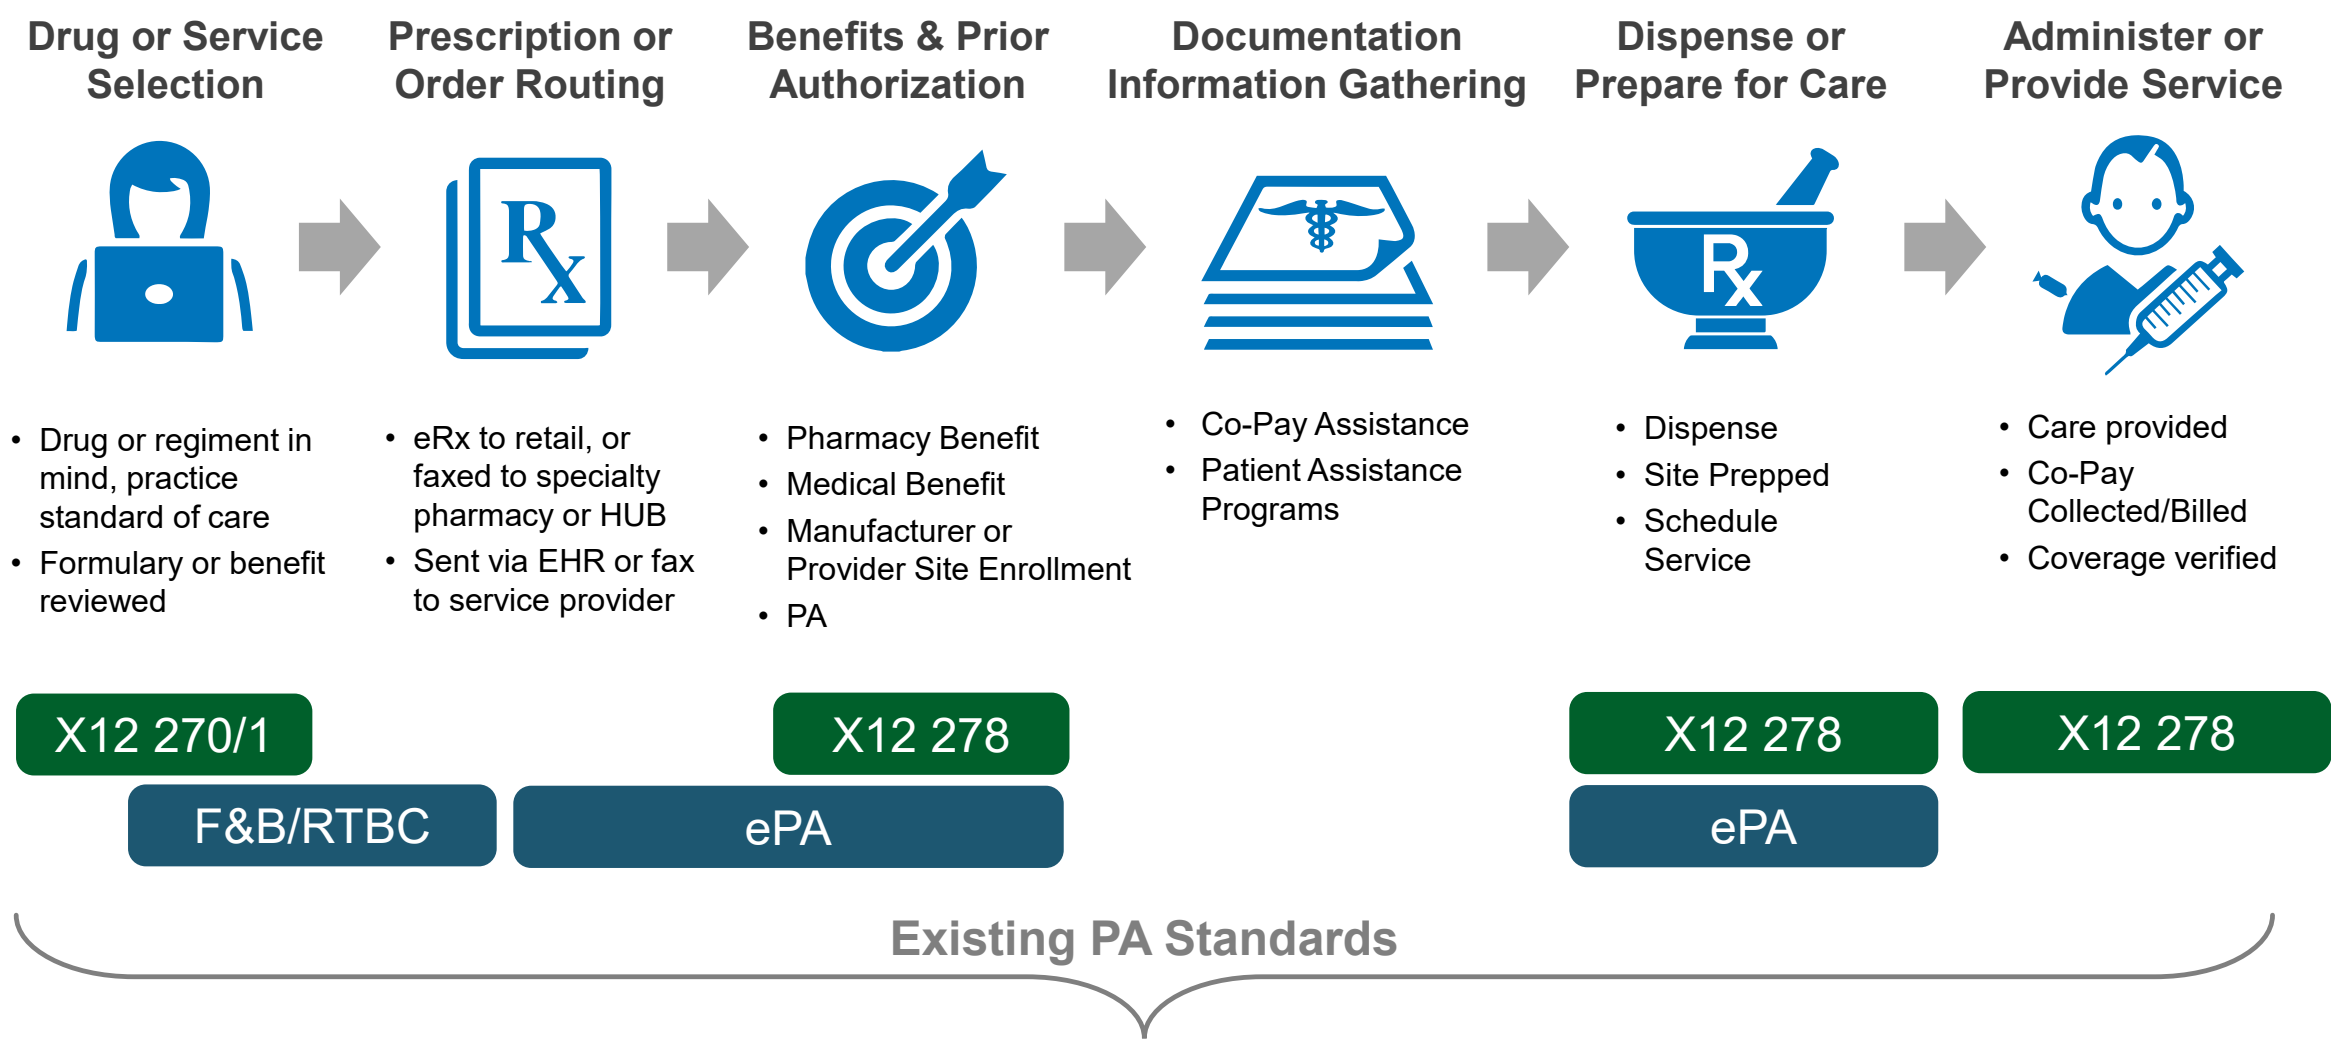 Drug or Service
Selection
Prescription or
Order Routing
Benefits & Prior
Authorization
Documentation
Information Gathering
Dispense or
Prepare for Care
Administer or
Provide Service
Rx
Rx
• Drug or regiment in
mind, practice
standard of care
• Formulary or benefit
reviewed
• eRx to retail, or
faxed to specialty
pharmacy or HUB
• Sent via EHR or fax
to service provider
• Pharmacy Benefit
• Medical Benefit
• Manufacturer or
Provider Site Enrollment
• PA
• Co-Pay Assistance
• Patient Assistance
Programs
• Dispense
• Site Prepped
• Schedule
Service
• Care provided
• Co-Pay
Collected/Billed
• Coverage verified
X12 270/1
X12 278
X12 278
X12 278
F&B/RTBC
ePA
ePA
Existing PA Standards